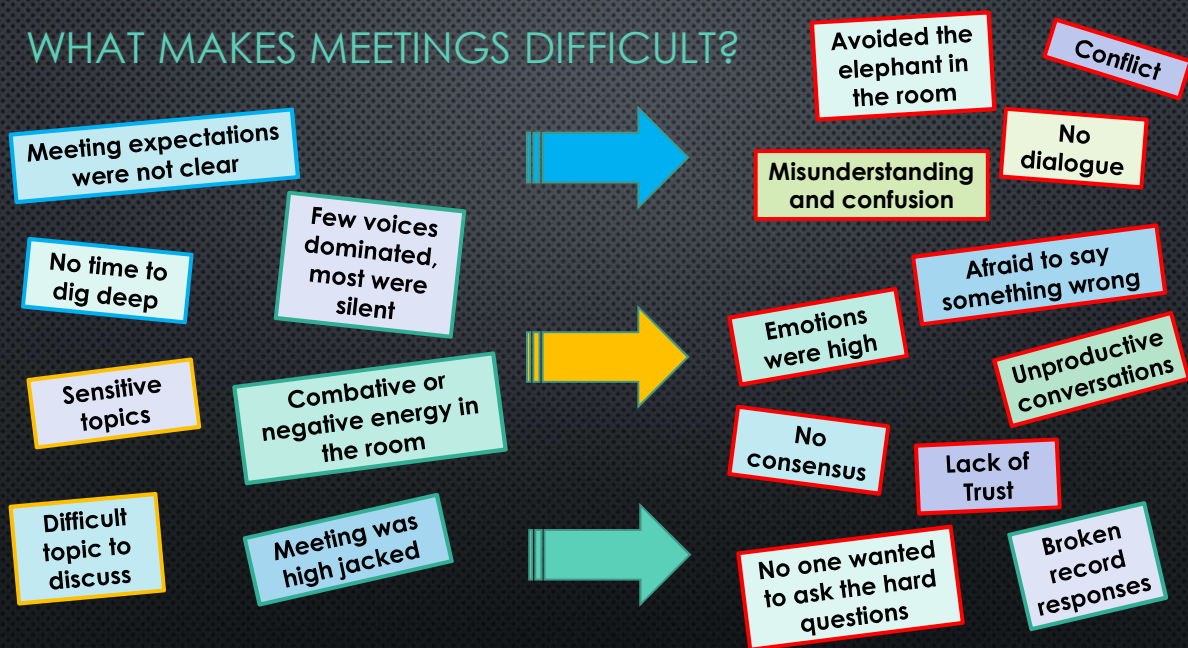 WHAT MAKES MEETINGS DIFFICULT?
Meeting expectations
were not clear
Few voices
dominated,
most were
silent
No time to
dig deep
Sensitive
topics
Combative or
negative energy in
the room
Difficult
topic to
discuss
Meeting was
high jacked
Avoided the
elephant in
the room
Conflict
No
dialogue
Misunderstanding
and confusion
Afraid to say
something wrong
Emotions
were high
Unproductive
conversations
No
consensus
Lack of
Trust
No one wanted
to ask the hard
questions
Broken
record
responses